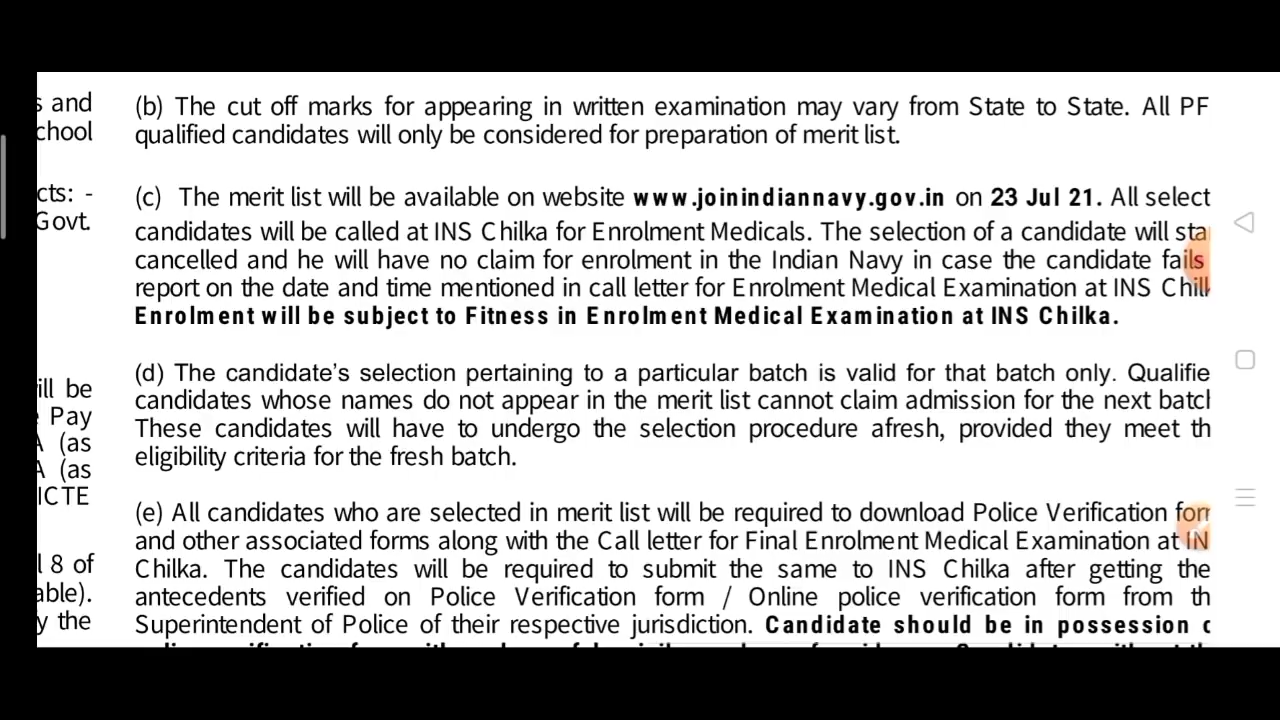 s and
chool
cts: -
Govt.
ill be
Pay
A (as
A (as
ICTE
l 8 of
able).
y the
(b) The cut off marks for appearing in written examination may vary from State to State. All PF
qualified candidates will only be considered for preparation of merit list.
(c) The merit list will be available on website www.joinindiannavy.gov.in on 23 Jul 21. All select
candidates will be called at INS Chilka for Enrolment Medicals. The selection of a candidate will sta
cancelled and he will have no claim for enrolment in the Indian Navy in case the candidate fails
report on the date and time mentioned in call letter for Enrolment Medical Examination at INS Chilk
Enrolment will be subject to Fitness in Enrolment Medical Examination at INS Chilka.
(d) The candidate's selection pertaining to a particular batch is valid for that batch only. Qualifie
candidates whose names do not appear in the merit list cannot claim admission for the next batch
These candidates will have to undergo the selection procedure afresh, provided they meet th
eligibility criteria for the fresh batch.
(e) All candidates who are selected in merit list will be required to download Police Verification form
and other associated forms along with the Call letter for Final Enrolment Medical Examination at IN
Chilka. The candidates will be required to submit the same to INS Chilka after getting the
antecedents verified on Police Verification form / Online police verification form from th
Superintendent of Police of their respective jurisdiction. Candidate should be in possession o